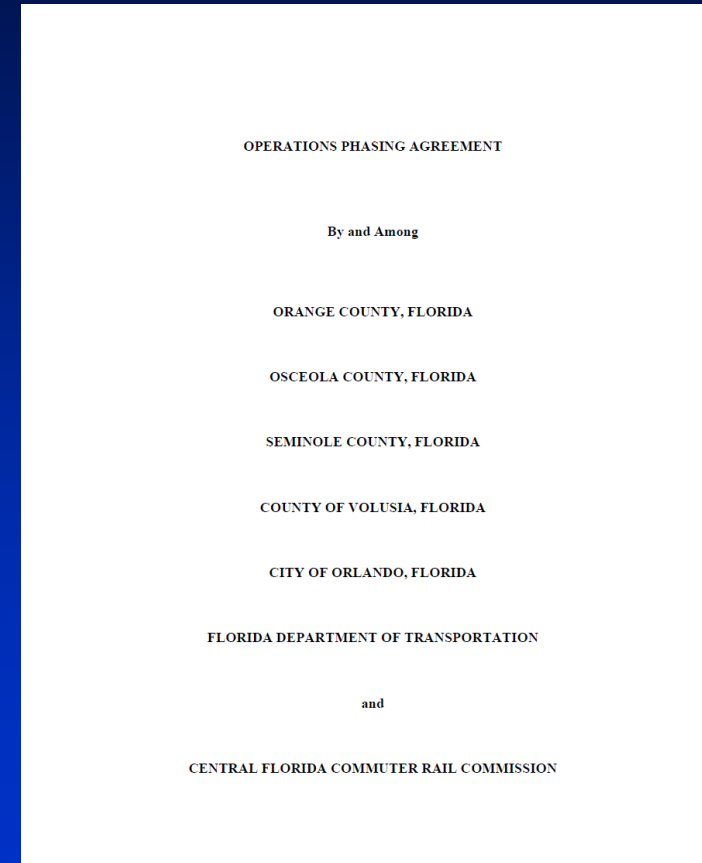 OPERATIONS PHASING AGREEMENT
By and Among
ORANGE COUNTY, FLORIDA
OSCEOLA COUNTY, FLORIDA
SEMINOLE COUNTY, FLORIDA
COUNTY OF VOLUSIA, FLORIDA
CITY OF ORLANDO, FLORIDA
FLORIDA DEPARTMENT OF TRANSPORTATION
and
CENTRAL FLORIDA COMMUTER RAIL COMMISSION